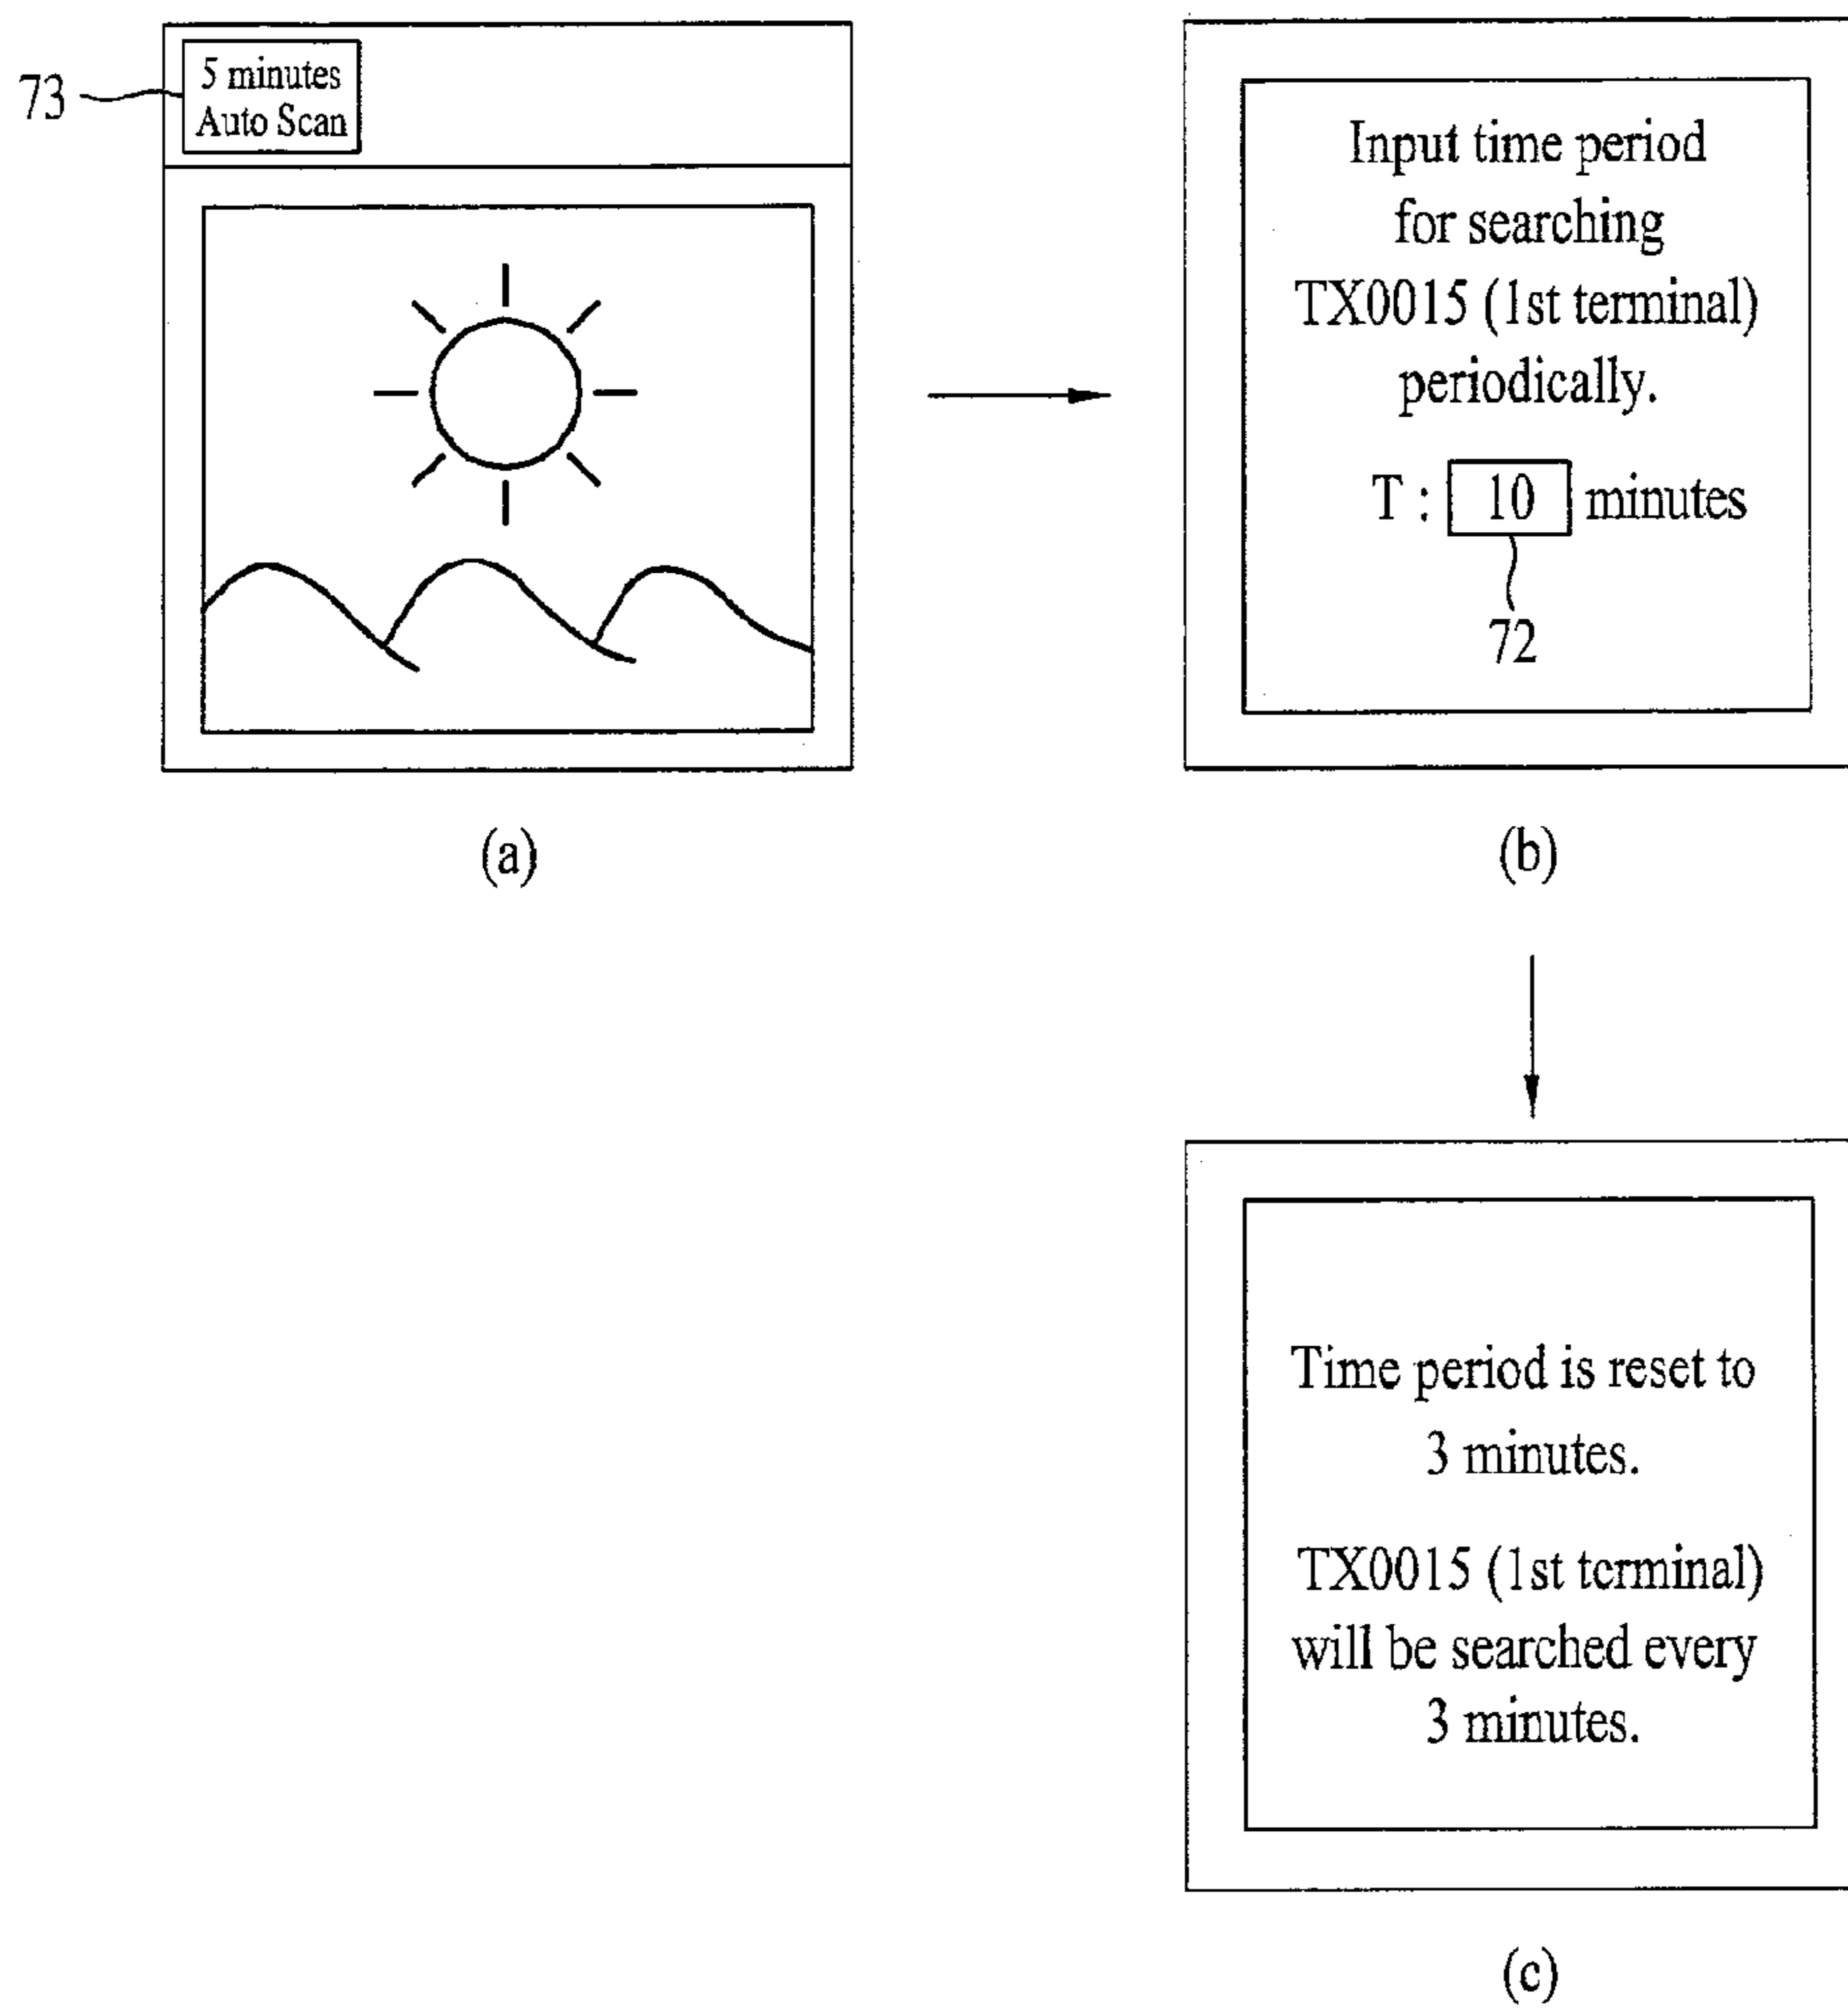 73
5 minutes
Auto Scan
(a)
Input time period
for searching
TX0015 (1st terminal)
periodically.
T : 10 minutes
72
(b)
Time period is reset to
3 minutes.
TX0015 (1st terminal)
will be searched every
3 minutes.
(c)